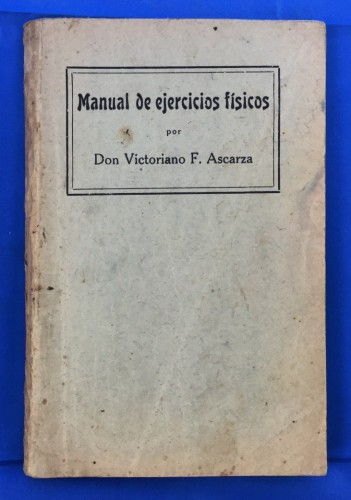 Manual de ejercicios físicos
por
Don Victoriano F. Ascarza